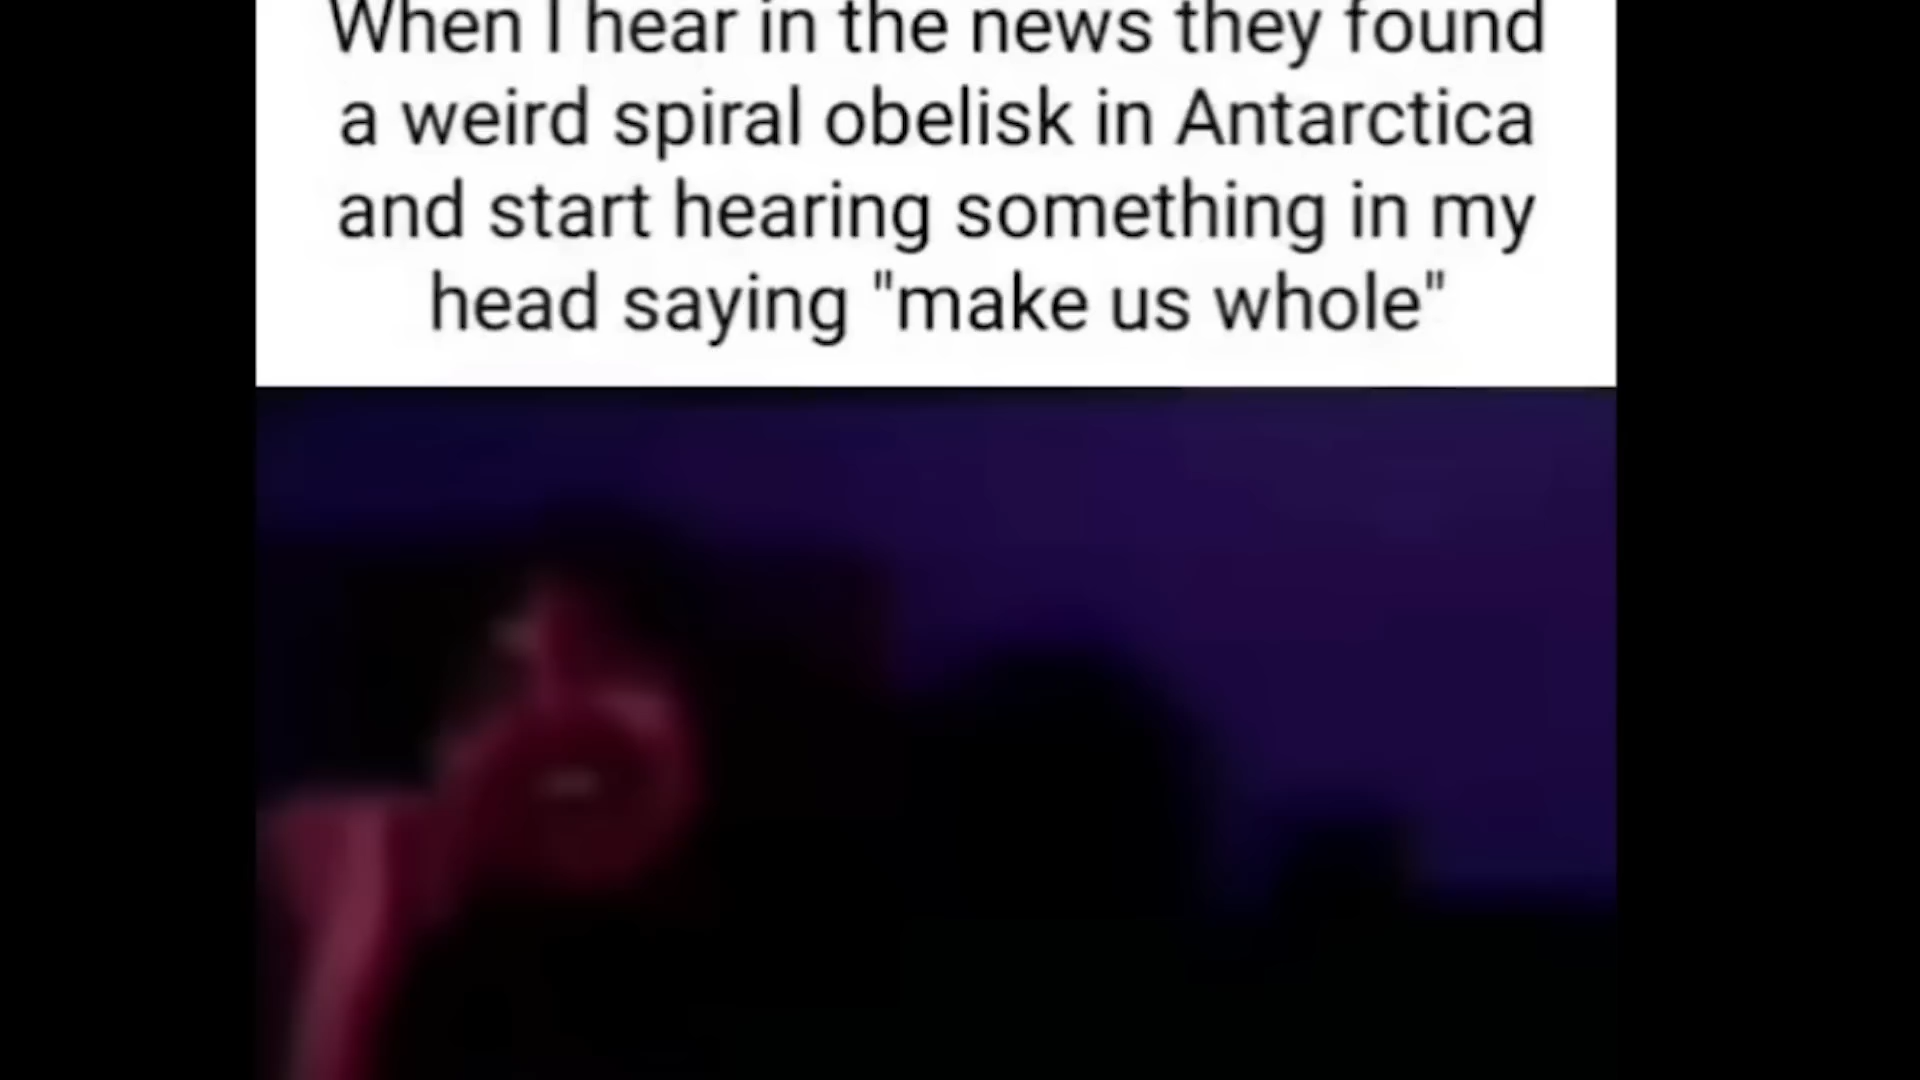 When I hear in the news they found
a weird spiral obelisk in Antarctica
and start hearing something in my
head saying "make us whole"